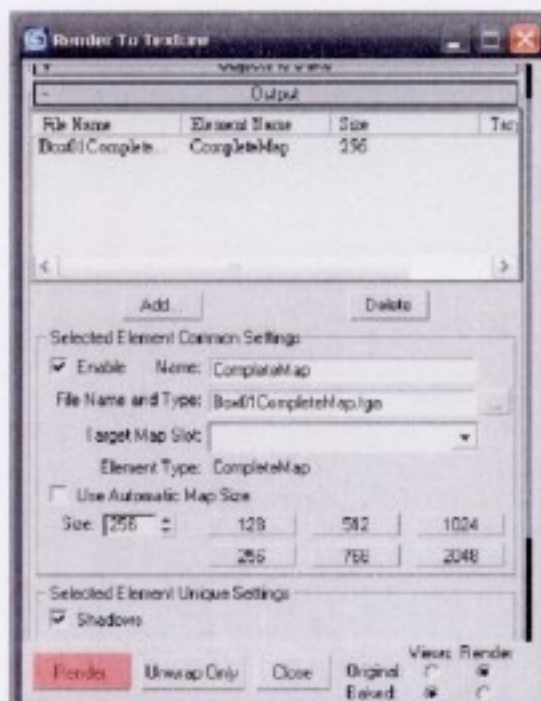 Render To Texture
Output
File Name Element Name Size
Box01Complete... CompleteMap 256
Add... Delete
Selected Element Common Settings
Enable Name: CompleteMap
File Name and Type: Box01CompleteMap.tga ...
Target Map Slot:
Element Type: CompleteMap
Use Automatic Map Size
Size: 256 128 512 1024
256 768 2048
Selected Element Unique Settings
Shadows
Views Render
Render Unwrap Only Close Original:
Baked: